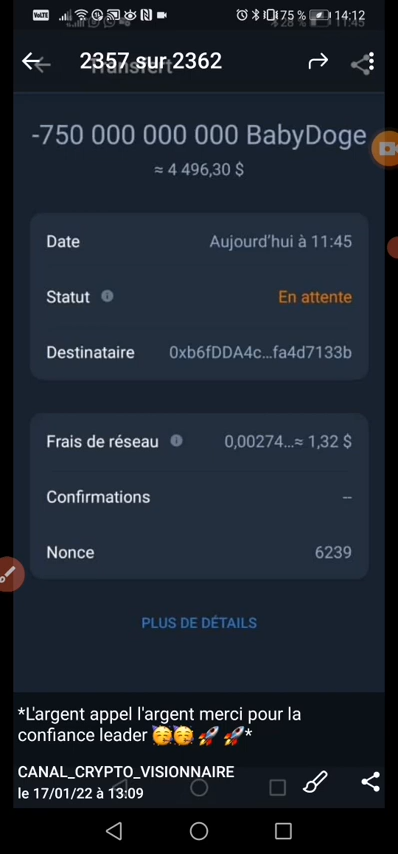 75 % 14:12
2357 sur 2362
Transfert
-750 000 000 000 BabyDoge
≈ 4 496,30 $
Date Aujourd'hui à 11:45
Statut En attente
Destinataire 0xb6fDDA4c...fa4d7133b
Frais de réseau 0,00274...≈ 1,32 $
Confirmations --
Nonce 6239
PLUS DE DÉTAILS
*L'argent appel l'argent merci pour la
confiance leader 🥳🥳🚀 🚀*
CANAL_CRYPTO_VISIONNAIRE
le 17/01/22 à 13:09